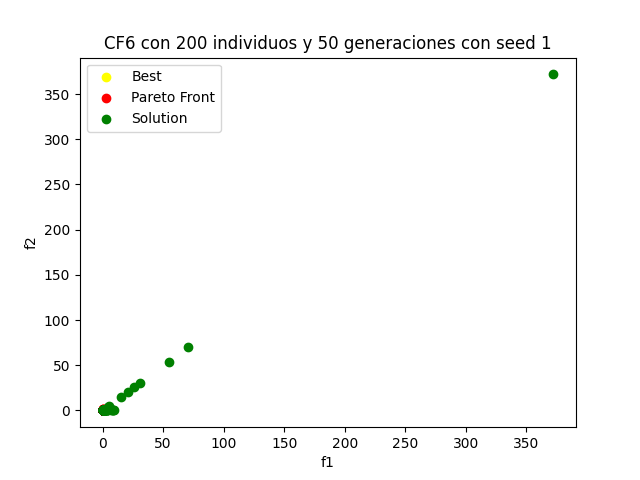 CF6 con 200 individuos y 50 generaciones con seed 1
Best
Pareto Front
Solution
f2
350
300
250
200
150
100
50
0
0 50 100 150 200 250 300 350
f1